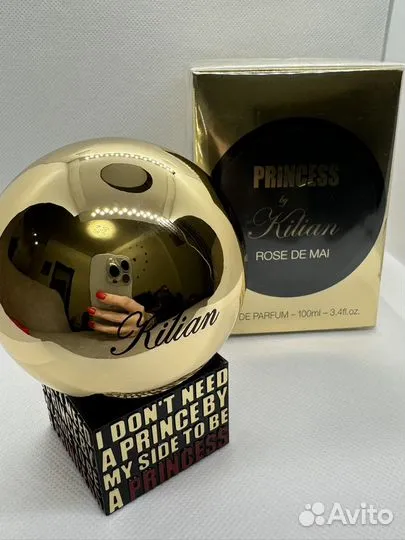 PRINCESS
by
Kilian
ROSE DE MAI
DE PARFUM – 100ml – 3.4fl.oz.
Kilian
I DON'T NEED
A PRINCE BY
MY SIDE TO BE
A PRINCESS
Avito